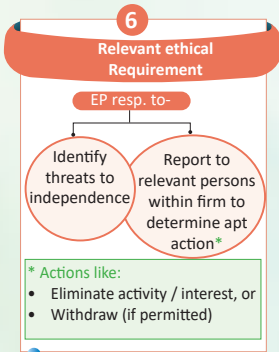 6
Relevant ethical
Requirement
EP resp. to-
Identify
threats to
independence
Report to
relevant persons
within firm to
determine apt
action*
* Actions like:
• Eliminate activity / interest, or
• Withdraw (if permitted)